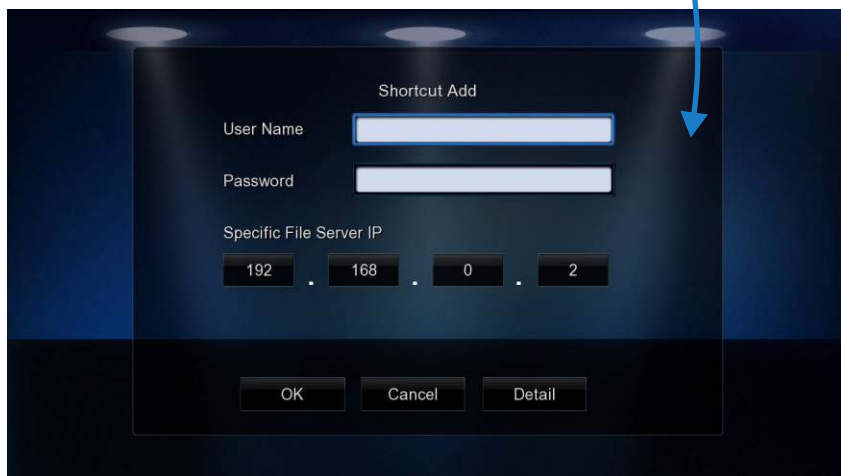 Shortcut Add
User Name
Password
Specific File Server IP
192 . 168 . 0 . 2
OK Cancel Detail